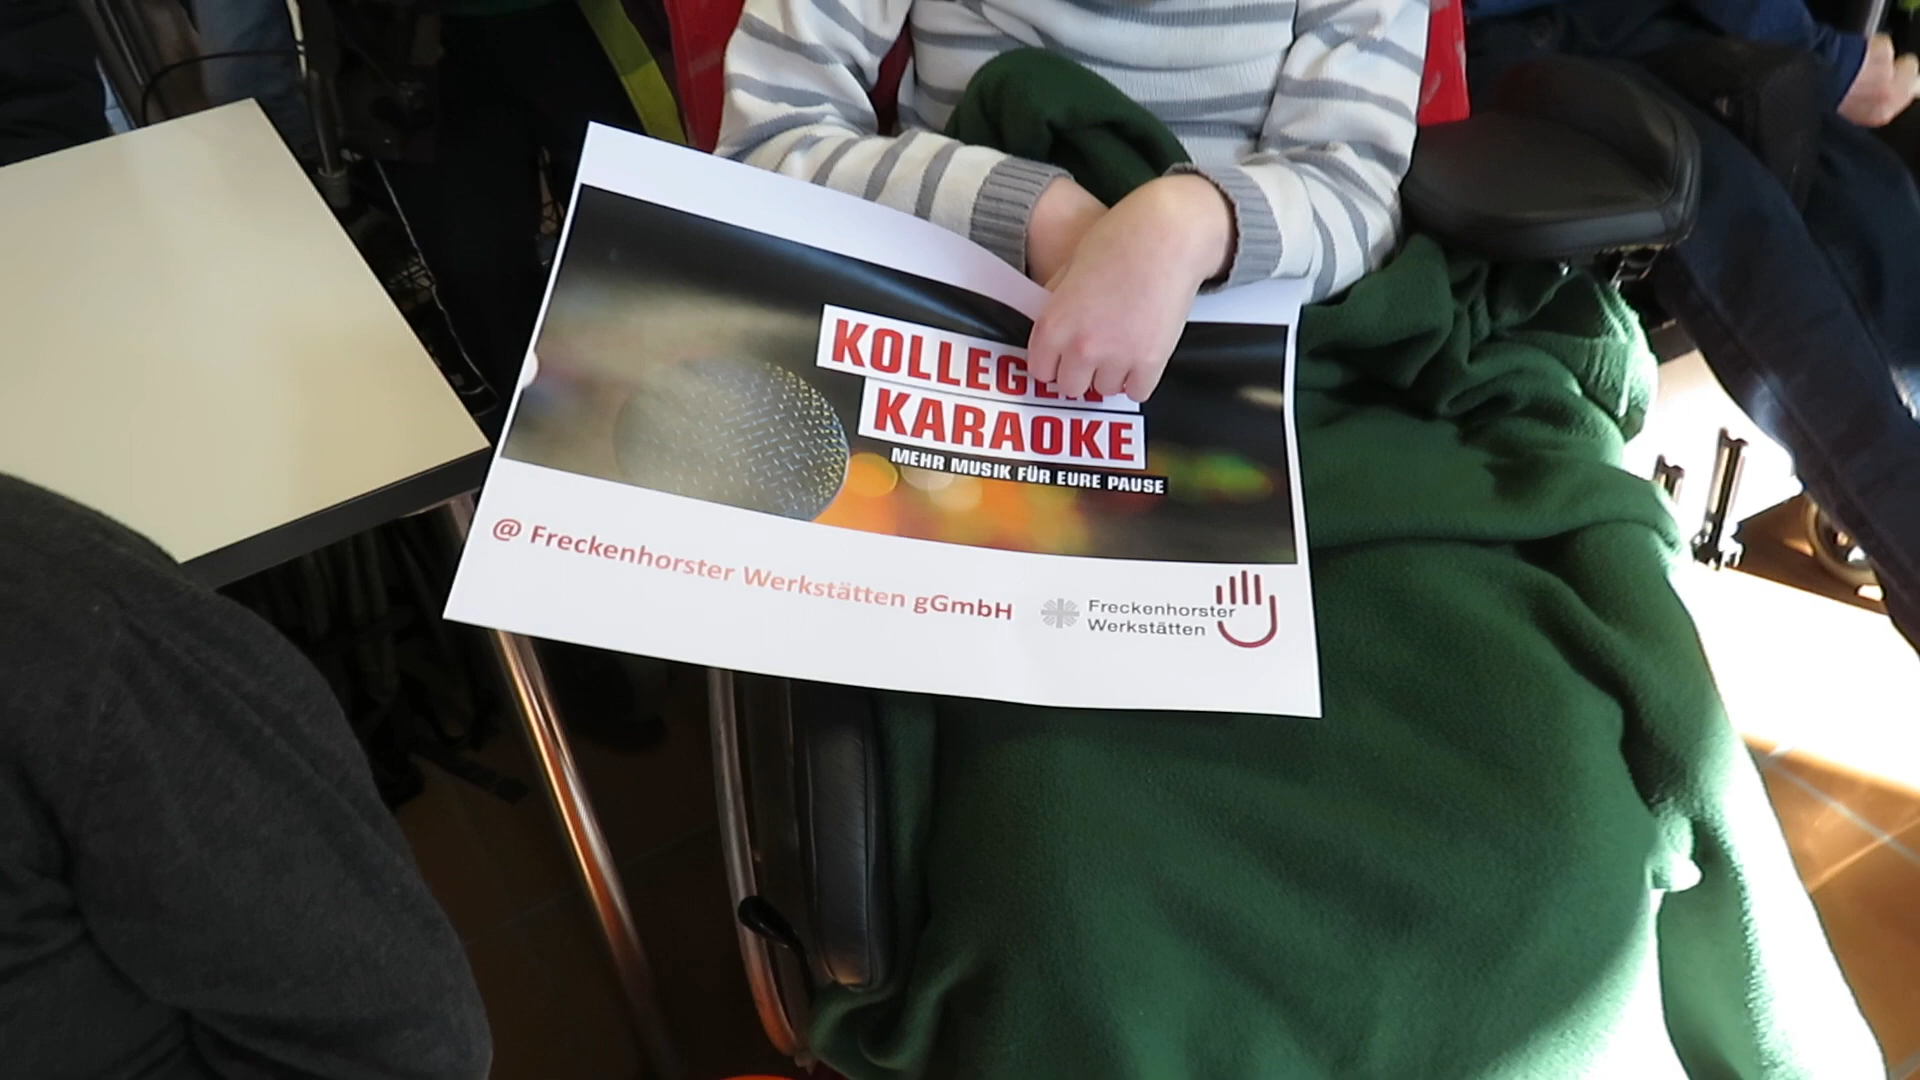 KOLLEGEN
KARAOKE
MEHR MUSIK FÜR EURE PAUSE
@ Freckenhorster Werkstätten gGmbH
Freckenhorster
Werkstätten